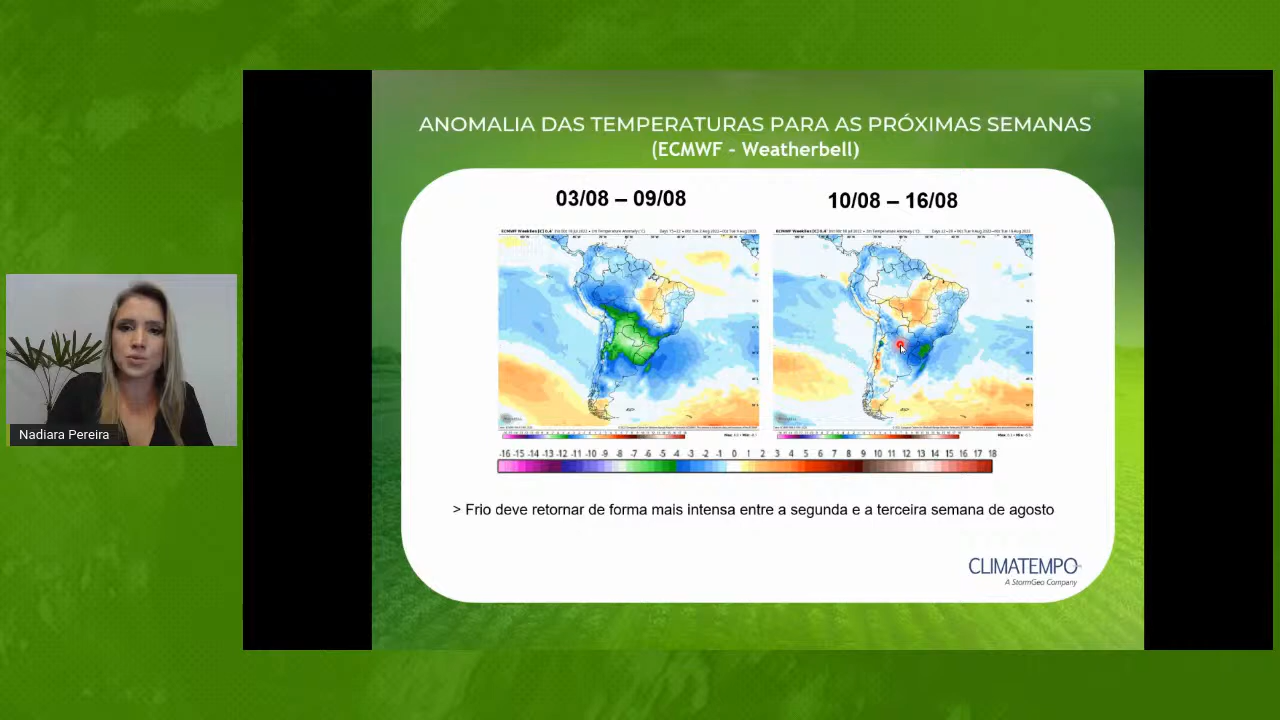 ANOMALIA DAS TEMPERATURAS PARA AS PRÓXIMAS SEMANAS
(ECMWF - Weatherbell)
03/08 – 09/08
10/08 – 16/08
-16 -15 -14 -13 -12 -11 -10 -9 -8 -7 -6 -5 -4 -3 -2 -1 0 1 2 3 4 5 6 7 8 9 10 11 12 13 14 15 16 17 18
> Frio deve retornar de forma mais intensa entre a segunda e a terceira semana de agosto
CLIMATEMPO
A StormGeo Company
Nadiara Pereira